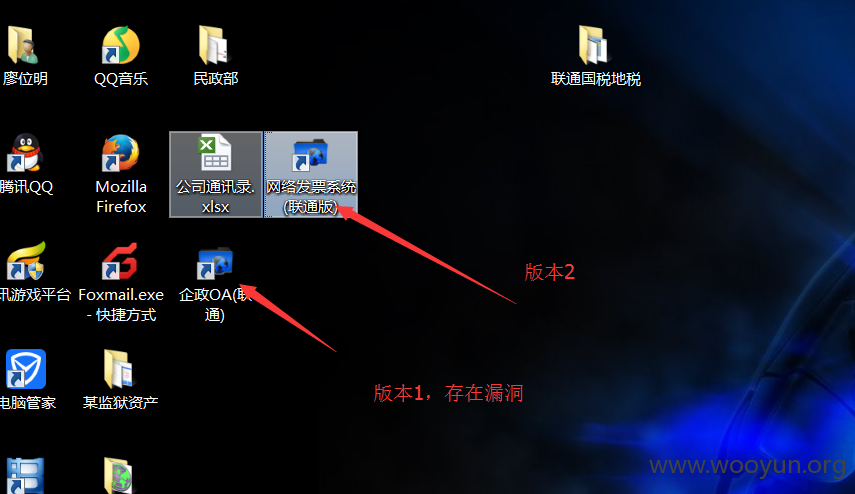 廖位明
QQ音乐
民政部
联通国税地税
腾讯QQ
Mozilla
Firefox
公司通讯录.
xlsx
网络发票系统
(联通版)
版本2
讯游戏平台
Foxmail.exe
- 快捷方式
企政OA(联
通)
版本1，存在漏洞
电脑管家
某监狱资产
www.wooyun.org